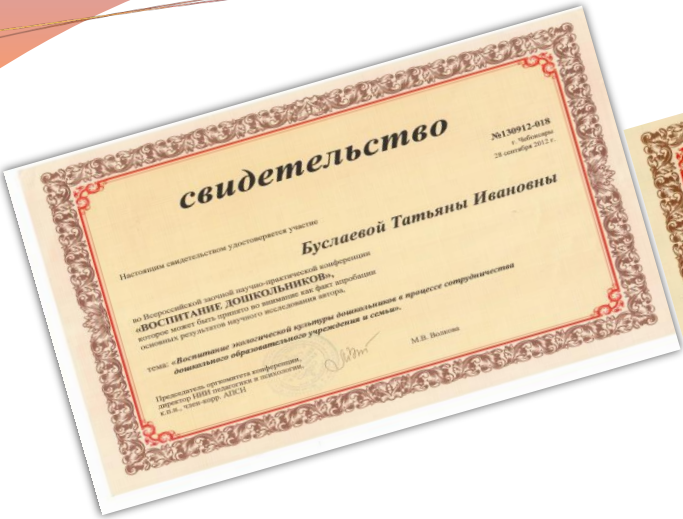 свидетельство
№130912-018
г. Чебоксары
28 сентября 2012 г.
Настоящим свидетельством удостоверяется участие
Буслаевой Татьяны Ивановны
во Всероссийской заочной научно-практической конференции
«ВОСПИТАНИЕ ДОШКОЛЬНИКОВ»,
которое может быть принято во внимание как факт апробации
основных результатов научного исследования автора,
тема: «Воспитание экологической культуры дошкольников в процессе сотрудничества
дошкольного образовательного учреждения и семьи».
Председатель оргкомитета конференции,
директор НИИ педагогики и психологии,
к.п.н., член-корр. АПСН
М.В. Волкова